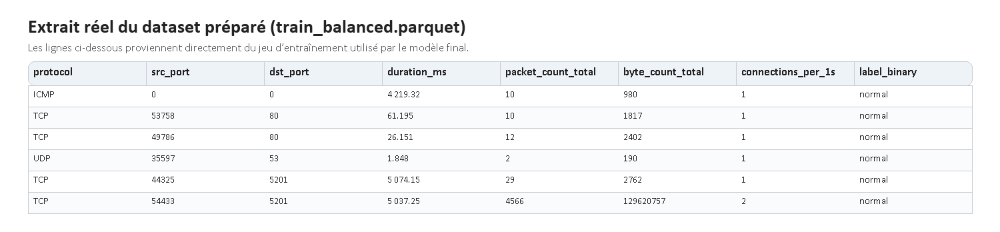 Extrait réel du dataset préparé (train_balanced.parquet)
Les lignes ci-dessous proviennent directement du jeu d’entraînement utilisé par le modèle final.
protocol src_port dst_port duration_ms packet_count_total byte_count_total connections_per_1s label_binary
ICMP 0 0 4 219.32 10 980 1 normal
TCP 53758 80 61.195 10 1817 1 normal
TCP 49786 80 26.151 12 2402 1 normal
UDP 35597 53 1.848 2 190 1 normal
TCP 44325 5201 5 074.15 29 2762 1 normal
TCP 54433 5201 5 037.25 4566 129620757 2 normal